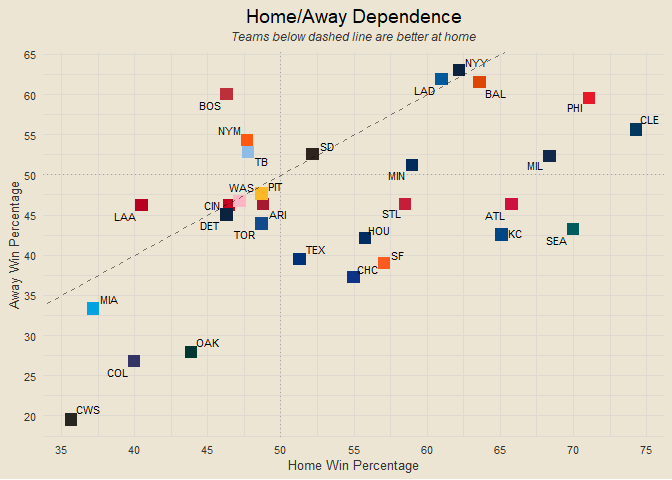 Home/Away Dependence
Teams below dashed line are better at home
65
60
55
50
45
40
35
30
25
20
Away Win Percentage
NYY
LAD
BAL
BOS
PHI
CLE
NYM
TB
SD
MIL
MIN
WAS
PIT
LAA
CIN
ARI
STL
ATL
DET
TOR
HOU
KC
SEA
TEX
SF
CHC
MIA
OAK
COL
CWS
35
40
45
50
55
60
65
70
75
Home Win Percentage